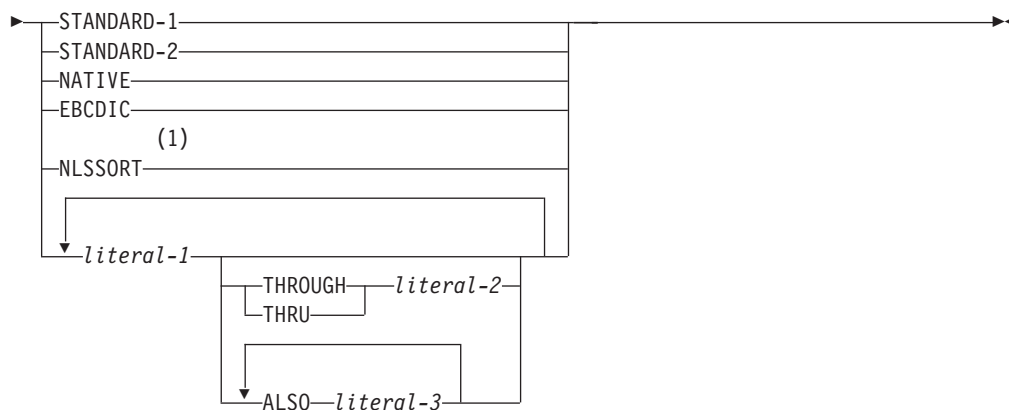 STANDARD-1
STANDARD-2
NATIVE
EBCDIC
(1)
NLSSORT
literal-1
THROUGH literal-2
THRU
ALSO literal-3